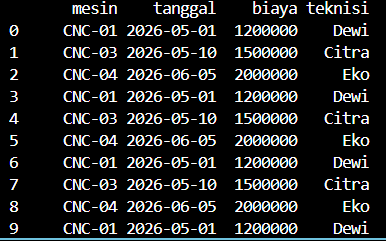 mesin tanggal biaya teknisi
0 CNC-01 2026-05-01 1200000 Dewi
1 CNC-03 2026-05-10 1500000 Citra
2 CNC-04 2026-06-05 2000000 Eko
3 CNC-01 2026-05-01 1200000 Dewi
4 CNC-03 2026-05-10 1500000 Citra
5 CNC-04 2026-06-05 2000000 Eko
6 CNC-01 2026-05-01 1200000 Dewi
7 CNC-03 2026-05-10 1500000 Citra
8 CNC-04 2026-06-05 2000000 Eko
9 CNC-01 2026-05-01 1200000 Dewi